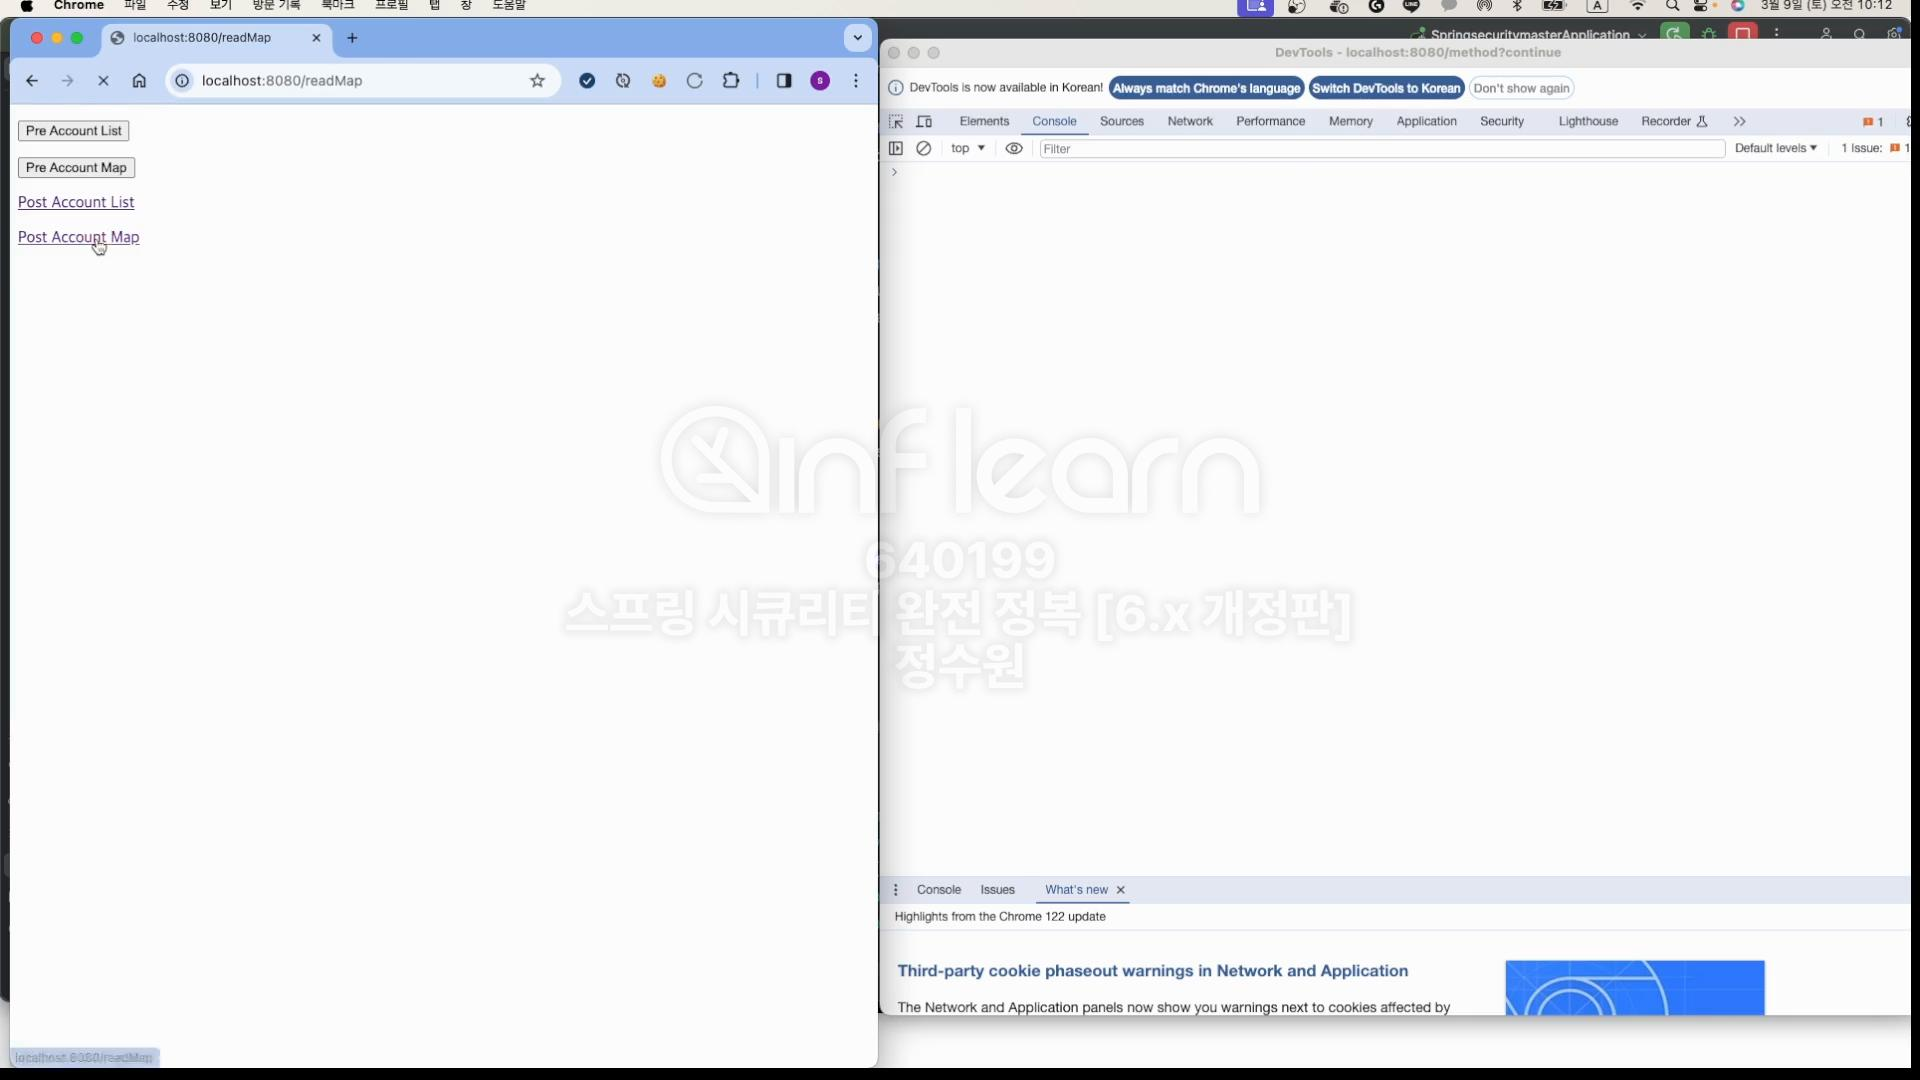 Chrome 파일 수정 보기 방문 기록 북마크 프로필 탭 창 도움말
A 3월 9일 (토) 오전 10:12
localhost:8080/readMap
SpringsecuritymasterApplication
localhost:8080/readMap
S
Pre Account List
Pre Account Map
Post Account List
Post Account Map
DevTools - localhost:8080/method?continue
DevTools is now available in Korean! Always match Chrome's language Switch DevTools to Korean Don't show again
Elements Console Sources Network Performance Memory Application Security Lighthouse Recorder 1
top Filter Default levels 1 Issue: 1
inflearn
640199
스프링 시큐리티 완전 정복 [6.x 개정판]
정수원
Console Issues What's new
Highlights from the Chrome 122 update
Third-party cookie phaseout warnings in Network and Application
The Network and Application panels now show you warnings next to cookies affected by
localhost:8080/readMap